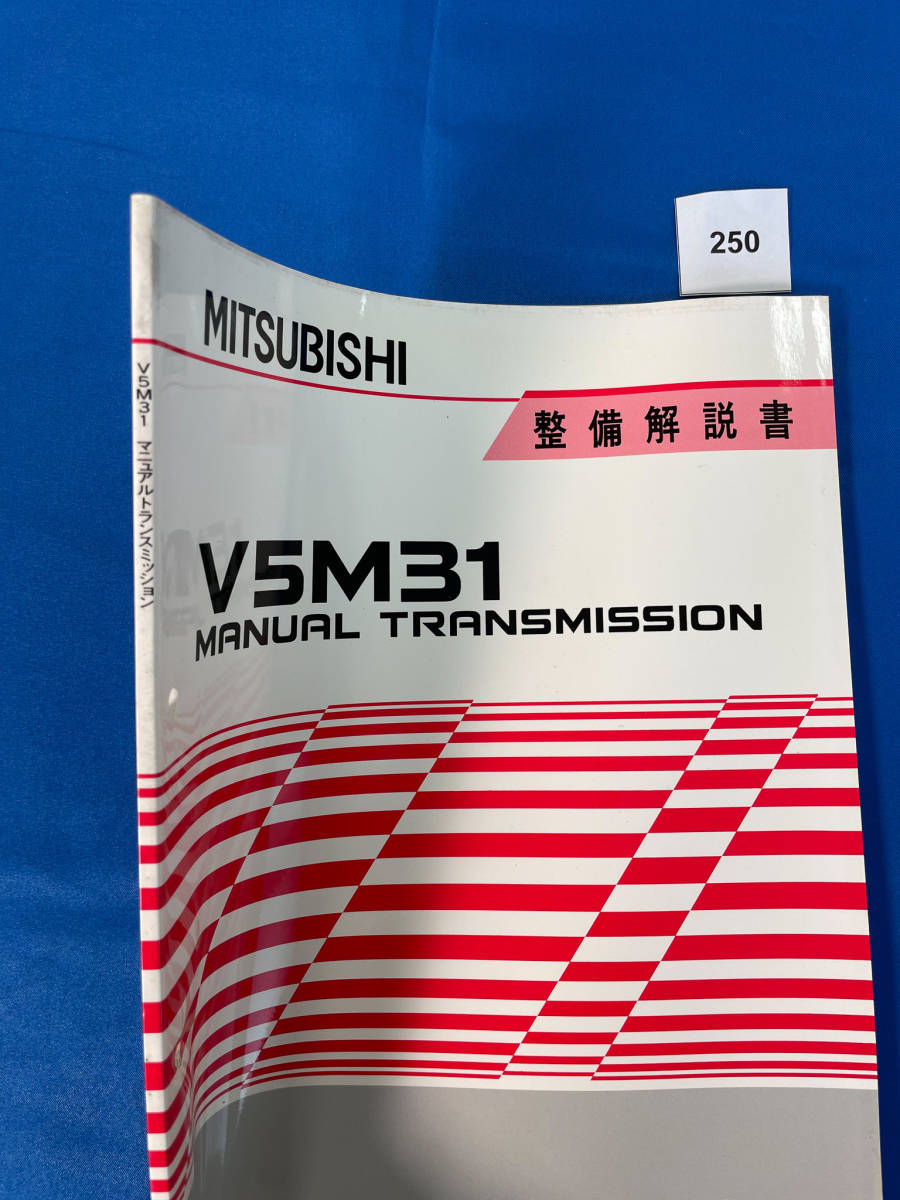 250
MITSUBISHI
整備解説書
V5M31
MANUAL TRANSMISSION
V5M31 マニュアルトランスミッション